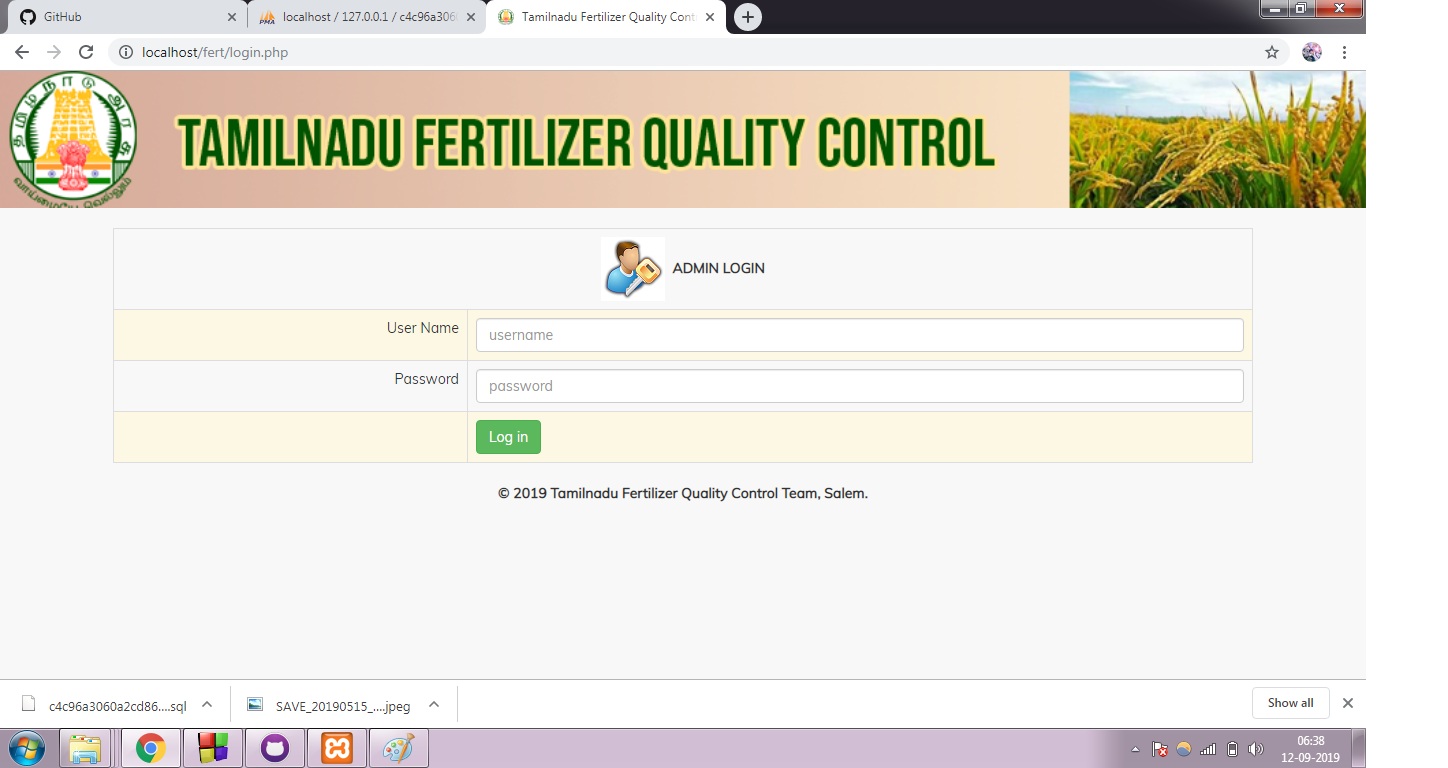 GitHub
localhost / 127.0.0.1 / c4c96a306
Tamilnadu Fertilizer Quality Cont
localhost/fert/login.php
தமிழ்நாடு அரசு
வாய்மையே வெல்லும்
TAMILNADU FERTILIZER QUALITY CONTROL
ADMIN LOGIN
User Name
username
Password
password
Log in
© 2019 Tamilnadu Fertilizer Quality Control Team, Salem.
c4c96a3060a2cd86....sql
SAVE_20190515_....jpeg
Show all
06:38
12-09-2019